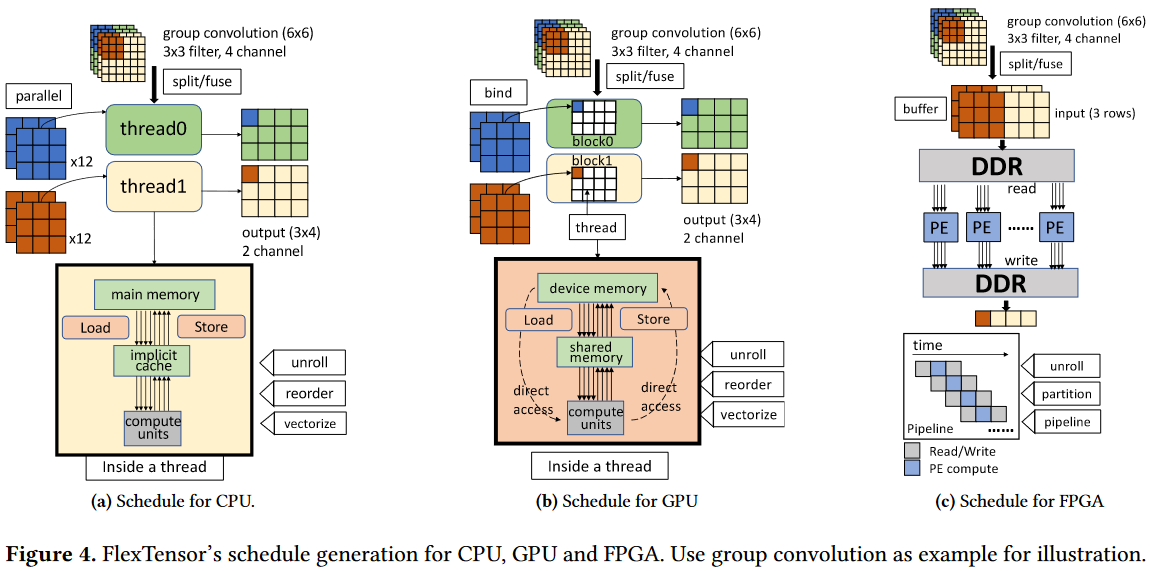 group convolution (6x6)
3x3 filter, 4 channel
split/fuse
parallel
thread0
x12
thread1
x12
output (3x4)
2 channel
main memory
Load
Store
implicit
cache
compute
units
unroll
reorder
vectorize
Inside a thread
(a) Schedule for CPU.
group convolution (6x6)
3x3 filter, 4 channel
split/fuse
bind
block0
block1
thread
output (3x4)
2 channel
device memory
Load
Store
shared
memory
direct
access
direct
access
compute
units
unroll
reorder
vectorize
Inside a thread
(b) Schedule for GPU
group convolution (6x6)
3x3 filter, 4 channel
split/fuse
buffer
input (3 rows)
DDR
read
PE
PE
......
PE
write
DDR
time
Pipeline
......
unroll
partition
pipeline
Read/Write
PE compute
(c) Schedule for FPGA
Figure 4. FlexTensor's schedule generation for CPU, GPU and FPGA. Use group convolution as example for illustration.